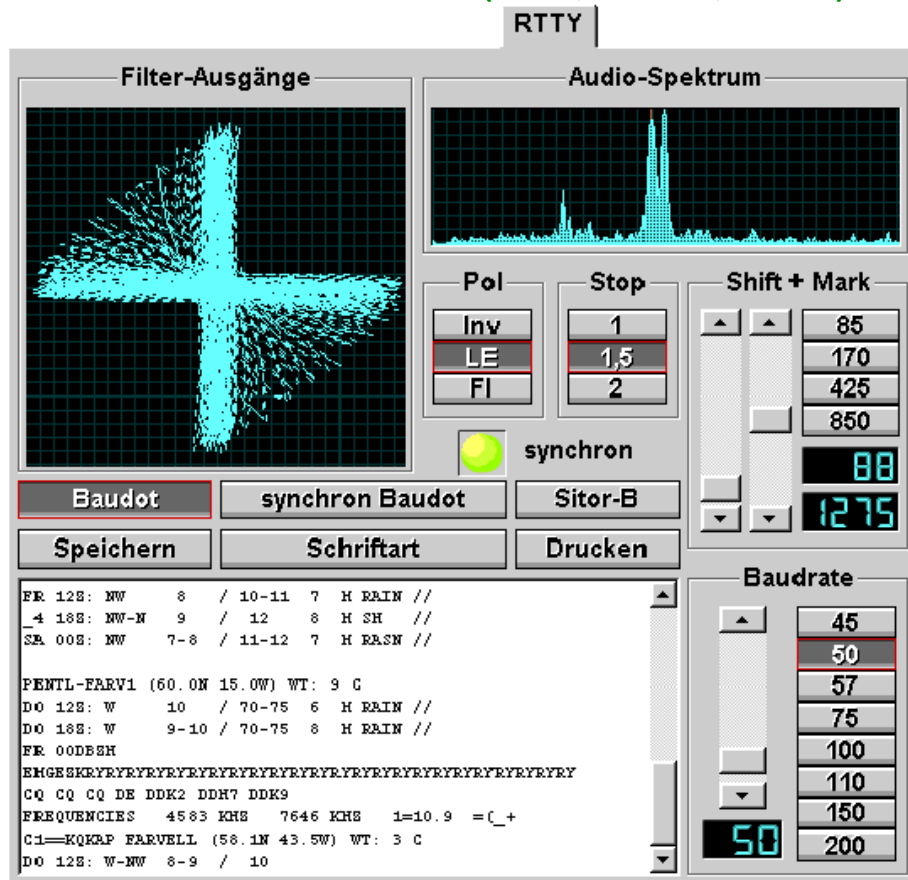 RTTY
Filter-Ausgänge
Audio-Spektrum
Pol
Inv
LE
FI
Stop
1
1,5
2
Shift + Mark
85
170
425
850
88
1275
synchron
Baudot
synchron Baudot
Sitor-B
Speichern
Schriftart
Drucken
FR 12S: NW 8 / 10-11 7 H RAIN //
_4 18S: NW-N 9 / 12 8 H SH //
SA 00S: NW 7-8 / 11-12 7 H RASN //
PENTL-FARV1 (60.0N 15.0W) WT: 9 C
DO 12S: W 10 / 70-75 6 H RAIN //
DO 18S: W 9-10 / 70-75 8 H RAIN //
FR 00DBSH
EHGESKRYRYRYRYRYRYRYRYRYRYRYRYRYRYRYRYRYRYRYRYRYRYRYRY
CQ CQ CQ DE DDK2 DDH7 DDK9
FREQUENCIES 4583 KHS 7646 KHS 1=10.9 =(_+
C1==KQKAP FARVELL (58.1N 43.5W) WT: 3 C
DO 12S: W-NW 8-9 / 10
Baudrate
45
50
57
75
100
110
150
200
50